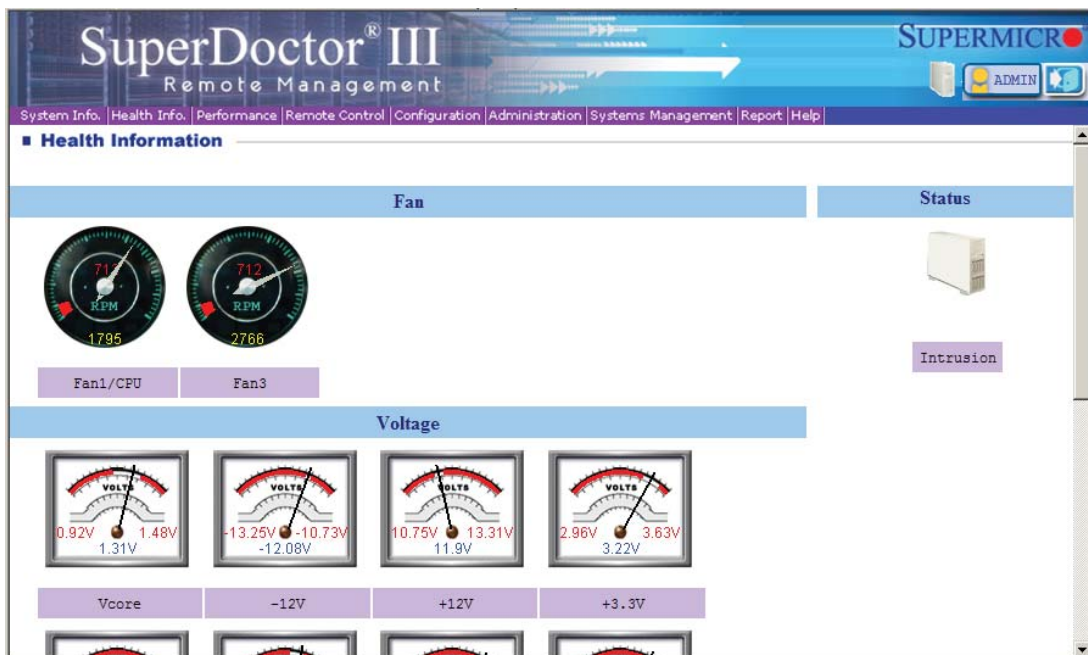 SuperDoctor® III
Remote Management
SUPERMICR
ADMIN
System Info. Health Info. Performance Remote Control Configuration Administration Systems Management Report Help
Health Information
Fan
Status
712
RPM
2766
RPM
1795
Fan1/CPU
Fan3
Intrusion
Voltage
VOLTS
0.92V 1.48V
1.31V
VOLTS
-13.25V -10.73V
-12.08V
VOLTS
10.75V 13.31V
11.9V
VOLTS
2.96V 3.63V
3.22V
Vcore
-12V
+12V
+3.3V